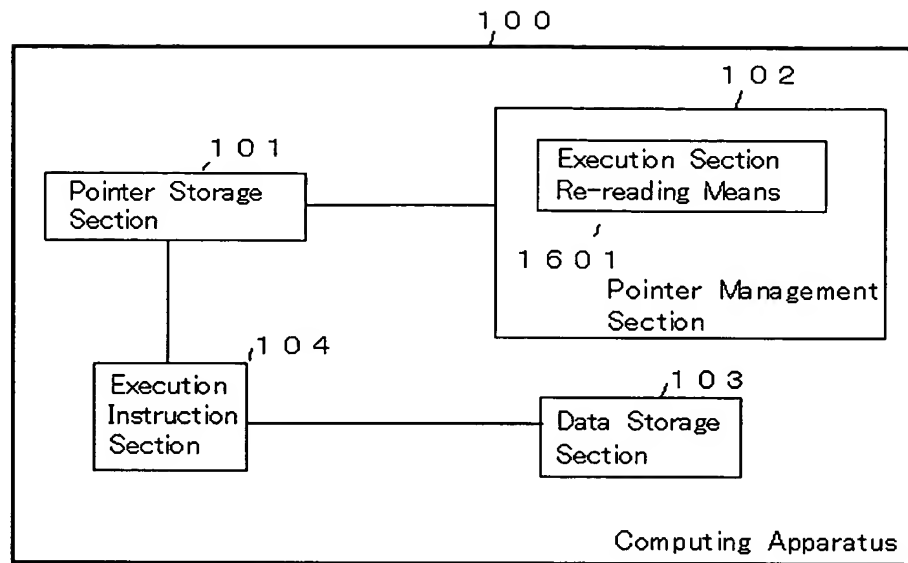 100
102
101
Execution Section
Re-reading Means
Pointer Storage
Section
1601
Pointer Management
Section
104
103
Execution
Instruction
Section
Data Storage
Section
Computing Apparatus